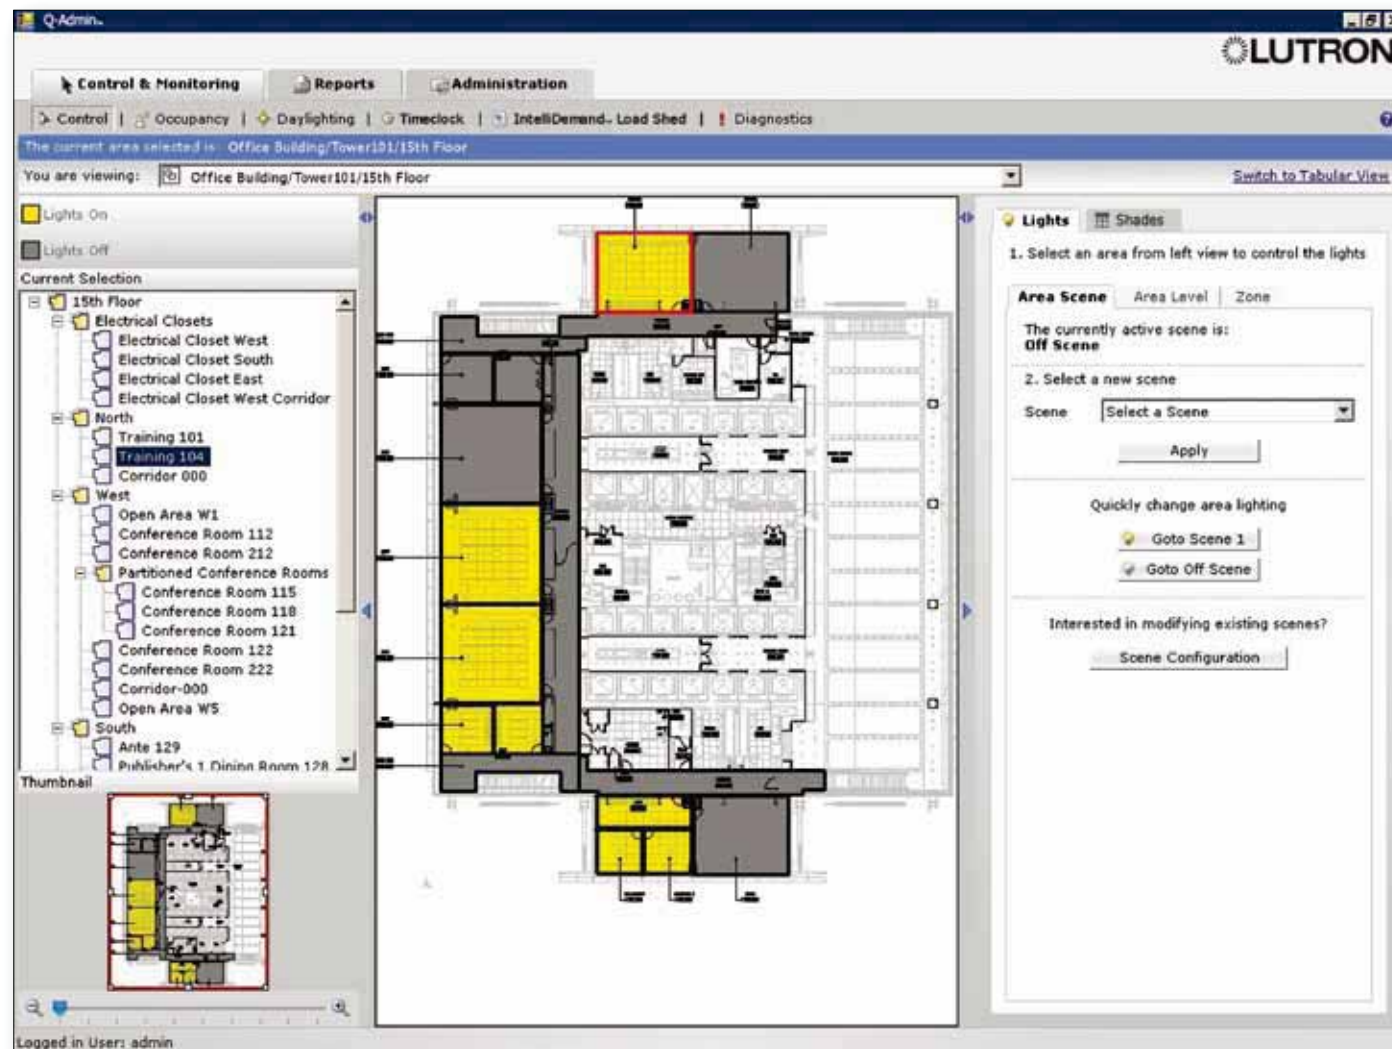 Q-Admin™
LUTRON
Control & Monitoring
Reports
Administration
Control | Occupancy | Daylighting | Timeclock | IntelliDemand™ Load Shed | Diagnostics
The current area selected is: Office Building/Tower101/15th Floor
You are viewing: Office Building/Tower101/15th Floor
Switch to Tabular View
Lights On
Lights Off
Current Selection
15th Floor
Electrical Closets
Electrical Closet West
Electrical Closet South
Electrical Closet East
Electrical Closet West Corridor
North
Training 101
Training 104
Corridor 000
West
Open Area W1
Conference Room 112
Conference Room 212
Partitioned Conference Rooms
Conference Room 115
Conference Room 118
Conference Room 121
Conference Room 122
Conference Room 222
Corridor-000
Open Area W5
South
Ante 129
Publisher's 1 Dining Room 128
Thumbnail
Logged in User: admin
Lights
Shades
1. Select an area from left view to control the lights
Area Scene
Area Level
Zone
The currently active scene is:
Off Scene
2. Select a new scene
Scene Select a Scene
Apply
Quickly change area lighting
Goto Scene 1
Goto Off Scene
Interested in modifying existing scenes?
Scene Configuration